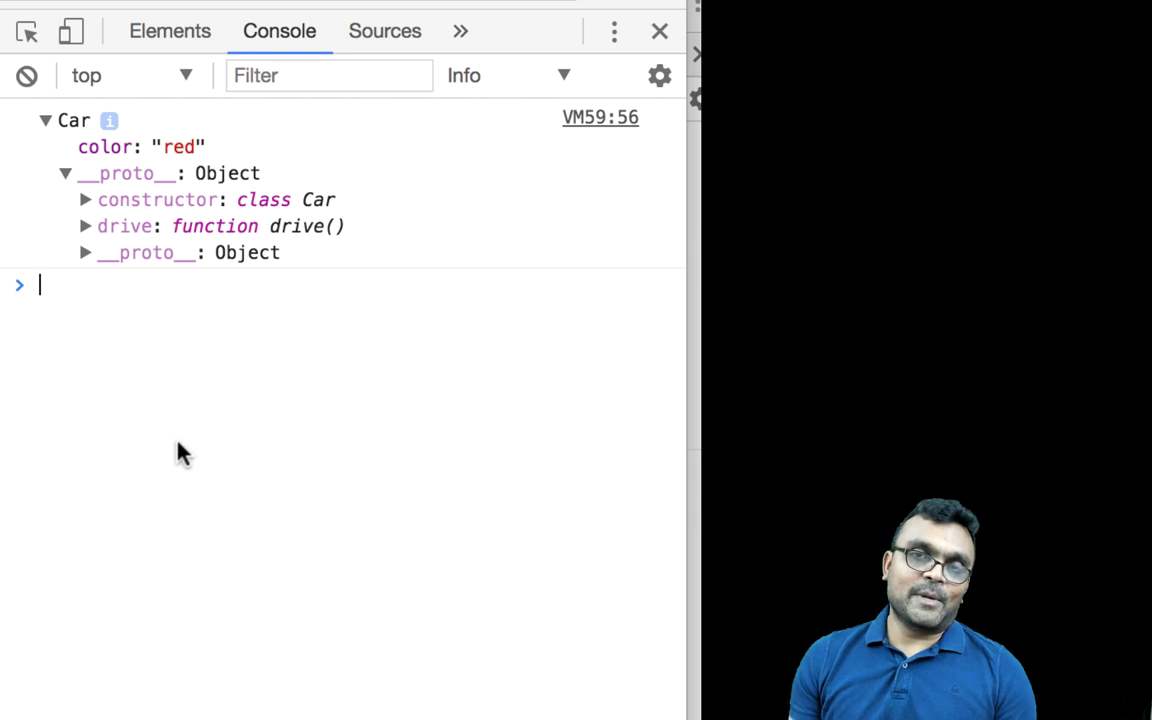 Elements Console Sources »
top Filter Info
Car i VM59:56
color: "red"
__proto__: Object
constructor: class Car
drive: function drive()
__proto__: Object
>